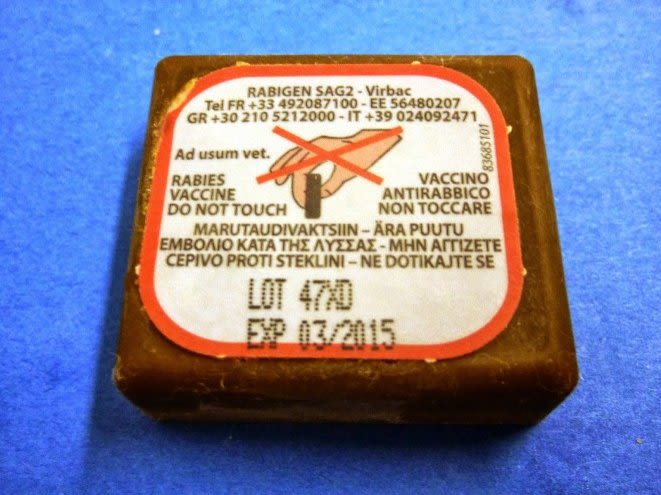 RABIGEN SAG2 - Virbac
Tel FR +33 492087100 - EE 56480207
GR +30 210 5212000 - IT +39 024092471
83685101
Ad usum vet.
RABIES
VACCINE
DO NOT TOUCH
VACCINO
ANTIRABBICO
NON TOCCARE
MARUTAUDIVAKTSIIN – ÄRA PUUTU
ΕΜΒΟΛΙΟ ΚΑΤΑ ΤΗΣ ΛΥΣΣΑΣ - ΜΗΝ ΑΓΓΙΖΕΤΕ
CEPIVO PROTI STEKLINI – NE DOTIKAJTE SE
LOT 47XD
EXP 03/2015